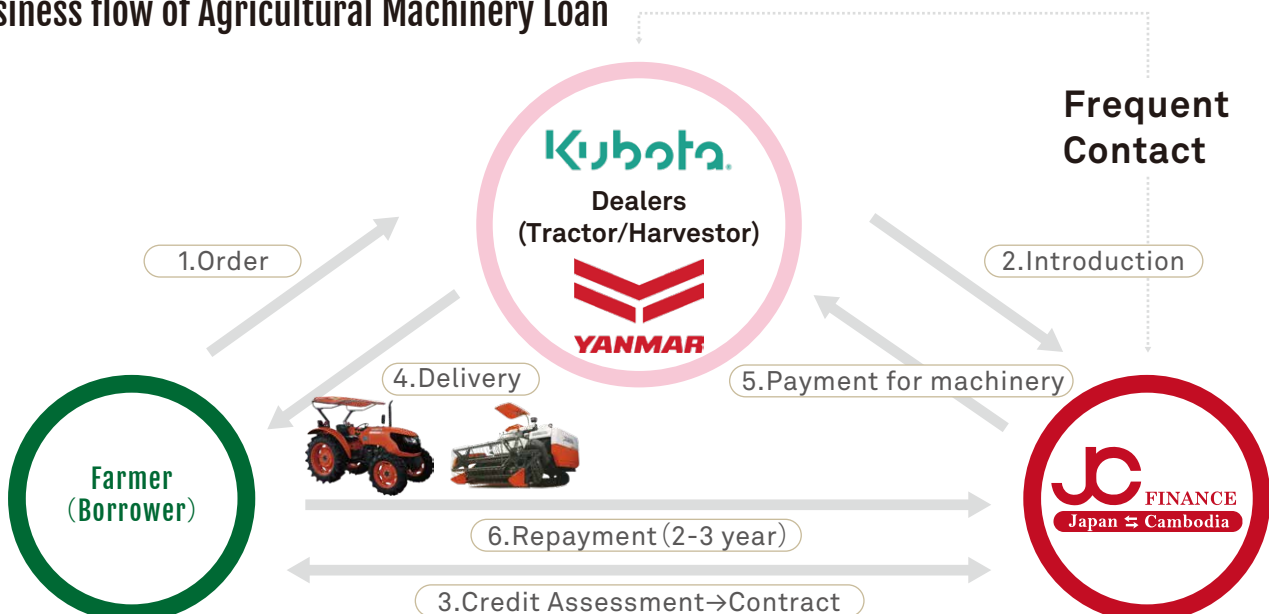 siness flow of Agricultural Machinery Loan
Frequent
Contact
Kubota
Dealers
(Tractor/Harvestor)
YANMAR
1.Order
2.Introduction
4.Delivery
5.Payment for machinery
Farmer
(Borrower)
JC FINANCE
Japan ⇆ Cambodia
6.Repayment(2-3 year)
3.Credit Assessment→Contract